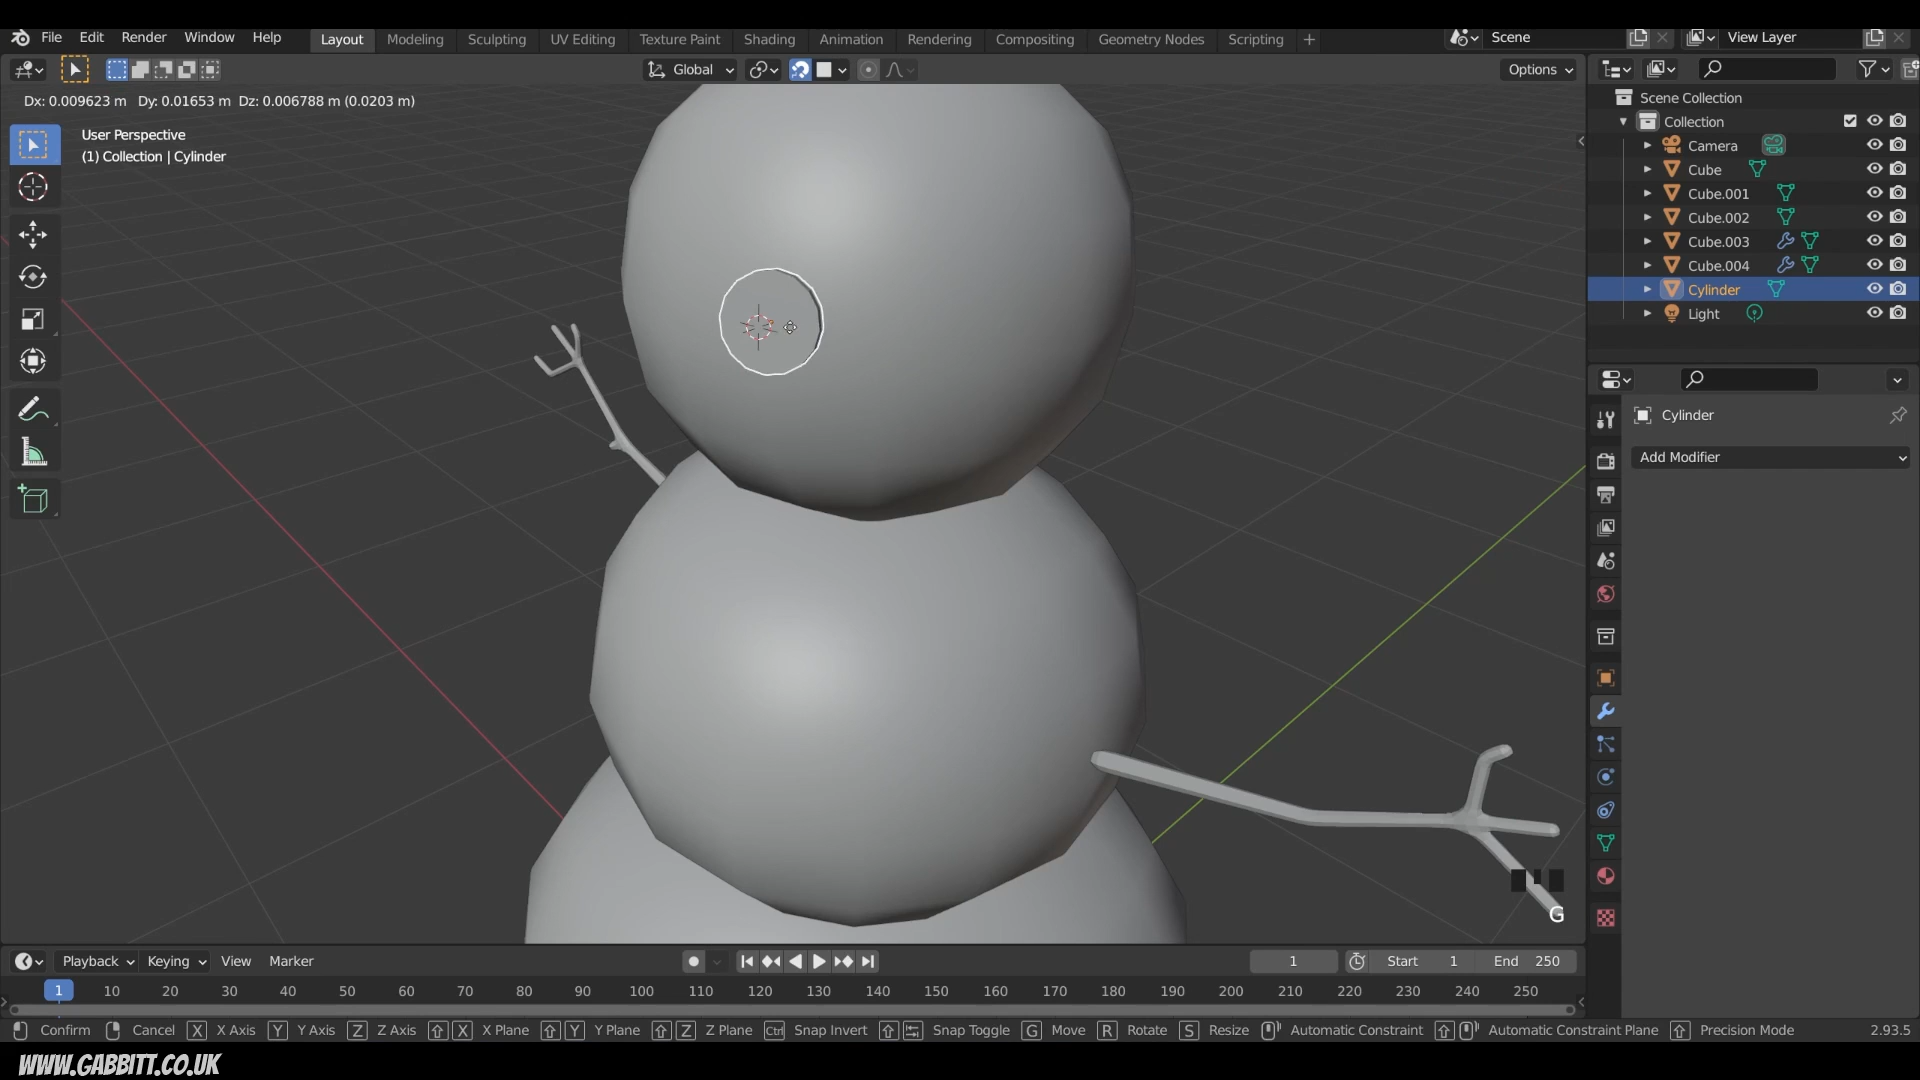 File Edit Render Window Help Layout Modeling Sculpting UV Editing Texture Paint Shading Animation Rendering Compositing Geometry Nodes Scripting + Scene View Layer
Global Options
Dx: 0.009623 m Dy: 0.01653 m Dz: 0.006788 m (0.0203 m)
User Perspective
(1) Collection | Cylinder
Scene Collection
Collection
Camera
Cube
Cube.001
Cube.002
Cube.003
Cube.004
Cylinder
Light
Cylinder
Add Modifier
G
Playback Keying View Marker 1 Start 1 End 250
1 10 20 30 40 50 60 70 80 90 100 110 120 130 140 150 160 170 180 190 200 210 220 230 240 250
Confirm Cancel X X Axis Y Y Axis Z Z Axis X X Plane Y Y Plane Z Z Plane Ctrl Snap Invert Snap Toggle G Move R Rotate S Resize Automatic Constraint Automatic Constraint Plane Precision Mode 2.93.5
WWW.GABBITT.CO.UK